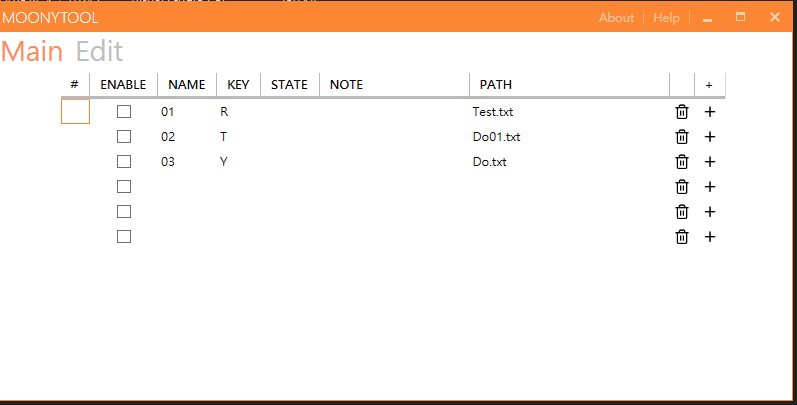 MOONYTOOL About Help
Main Edit
# ENABLE NAME KEY STATE NOTE PATH +
01 R Test.txt
02 T Do01.txt
03 Y Do.txt